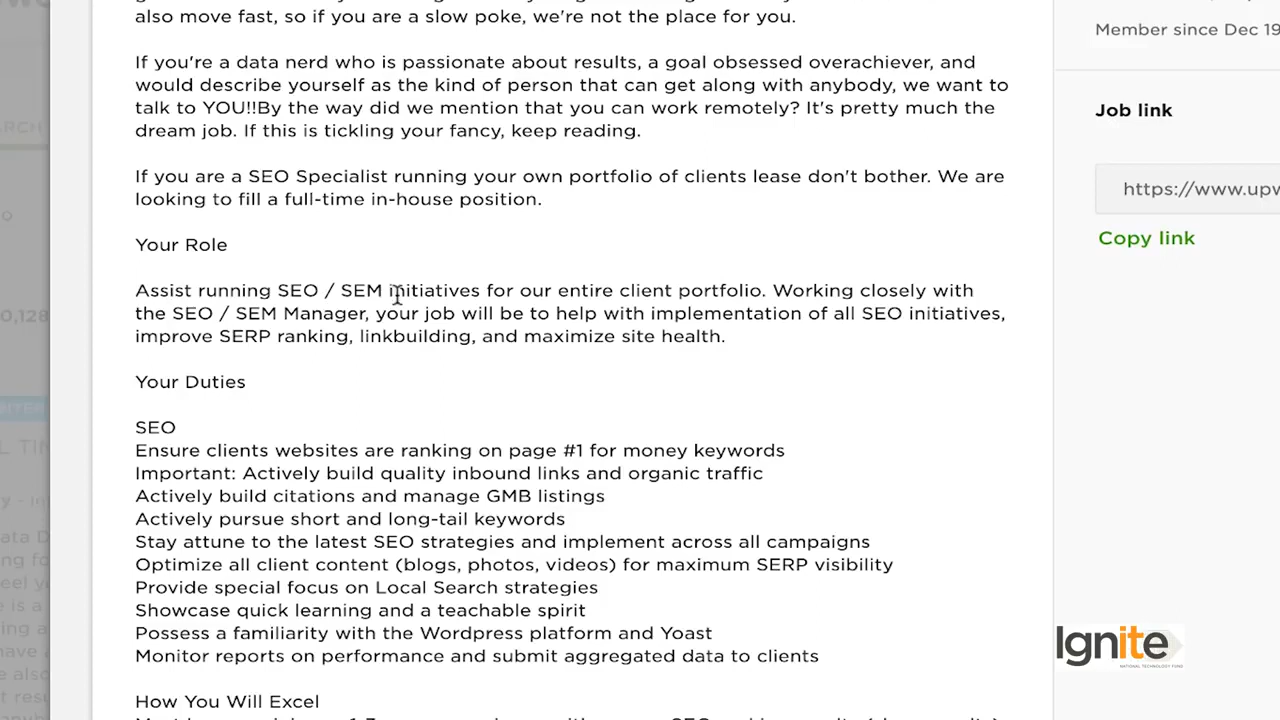 also move fast, so if you are a slow poke, we're not the place for you.
If you're a data nerd who is passionate about results, a goal obsessed overachiever, and
would describe yourself as the kind of person that can get along with anybody, we want to
talk to YOU!!By the way did we mention that you can work remotely? It's pretty much the
dream job. If this is tickling your fancy, keep reading.
If you are a SEO Specialist running your own portfolio of clients lease don't bother. We are
looking to fill a full-time in-house position.
Your Role
Assist running SEO / SEM initiatives for our entire client portfolio. Working closely with
the SEO / SEM Manager, your job will be to help with implementation of all SEO initiatives,
improve SERP ranking, linkbuilding, and maximize site health.
Your Duties
SEO
Ensure clients websites are ranking on page #1 for money keywords
Important: Actively build quality inbound links and organic traffic
Actively build citations and manage GMB listings
Actively pursue short and long-tail keywords
Stay attune to the latest SEO strategies and implement across all campaigns
Optimize all client content (blogs, photos, videos) for maximum SERP visibility
Provide special focus on Local Search strategies
Showcase quick learning and a teachable spirit
Possess a familiarity with the Wordpress platform and Yoast
Monitor reports on performance and submit aggregated data to clients
How You Will Excel
Member since Dec 19
Job link
https://www.upw
Copy link
Ignite
NATIONAL TECHNOLOGY FUND